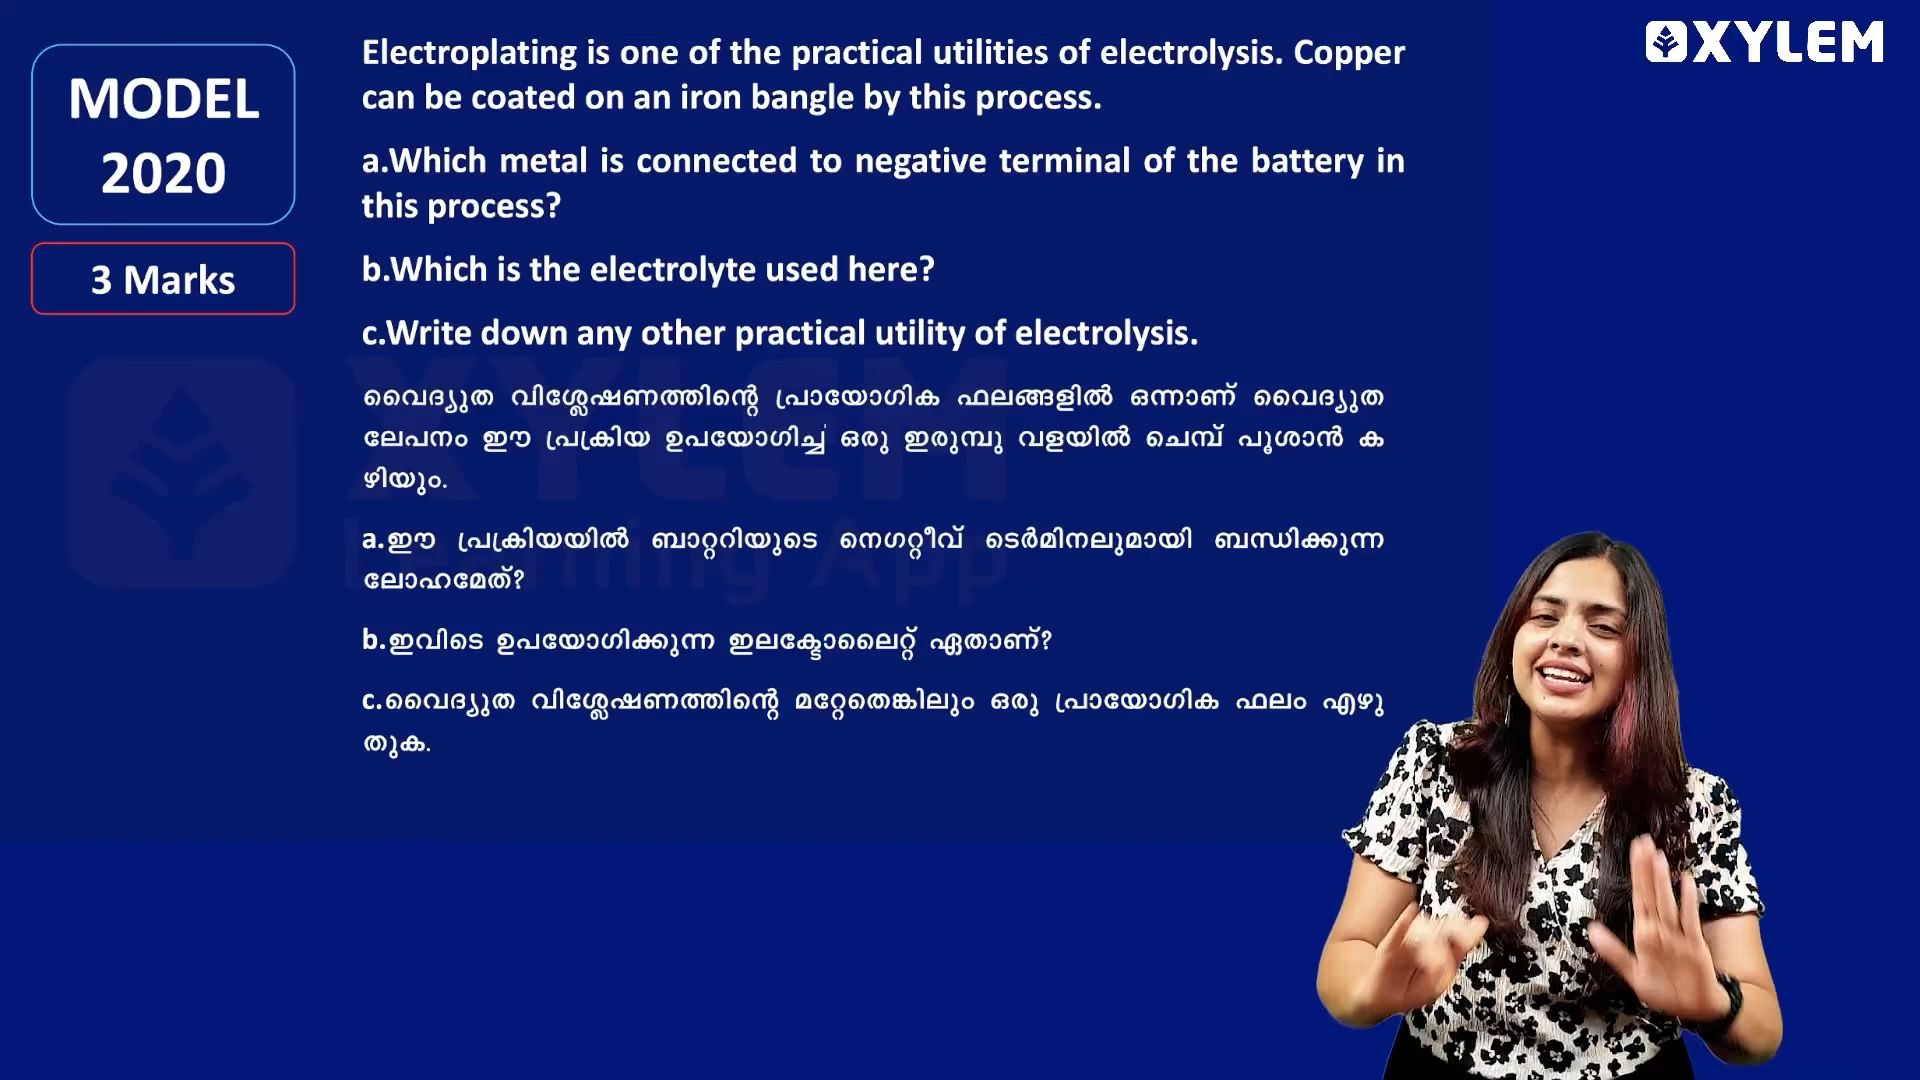 MODEL
2020
3 Marks
XYLEM
Electroplating is one of the practical utilities of electrolysis. Copper
can be coated on an iron bangle by this process.
a.Which metal is connected to negative terminal of the battery in
this process?
b.Which is the electrolyte used here?
c.Write down any other practical utility of electrolysis.
വൈദ്യുത വിശ്ലേഷണത്തിന്റെ പ്രായോഗിക ഫലങ്ങളിൽ ഒന്നാണ് വൈദ്യുത
ലേപനം ഈ പ്രക്രിയ ഉപയോഗിച്ച് ഒരു ഇരുമ്പു വളയിൽ ചെമ്പ് പൂശാൻ ക
ഴിയും.
a.ഈ പ്രക്രിയയിൽ ബാറ്ററിയുടെ നെഗറ്റീവ് ടെർമിനലുമായി ബന്ധിക്കുന്ന
ലോഹമേത്?
b.ഇവിടെ ഉപയോഗിക്കുന്ന ഇലക്ട്രോലൈറ്റ് ഏതാണ്?
c.വൈദ്യുത വിശ്ലേഷണത്തിന്റെ മറ്റേതെങ്കിലും ഒരു പ്രായോഗിക ഫലം എഴു
തുക.
XYLEM
Learning App